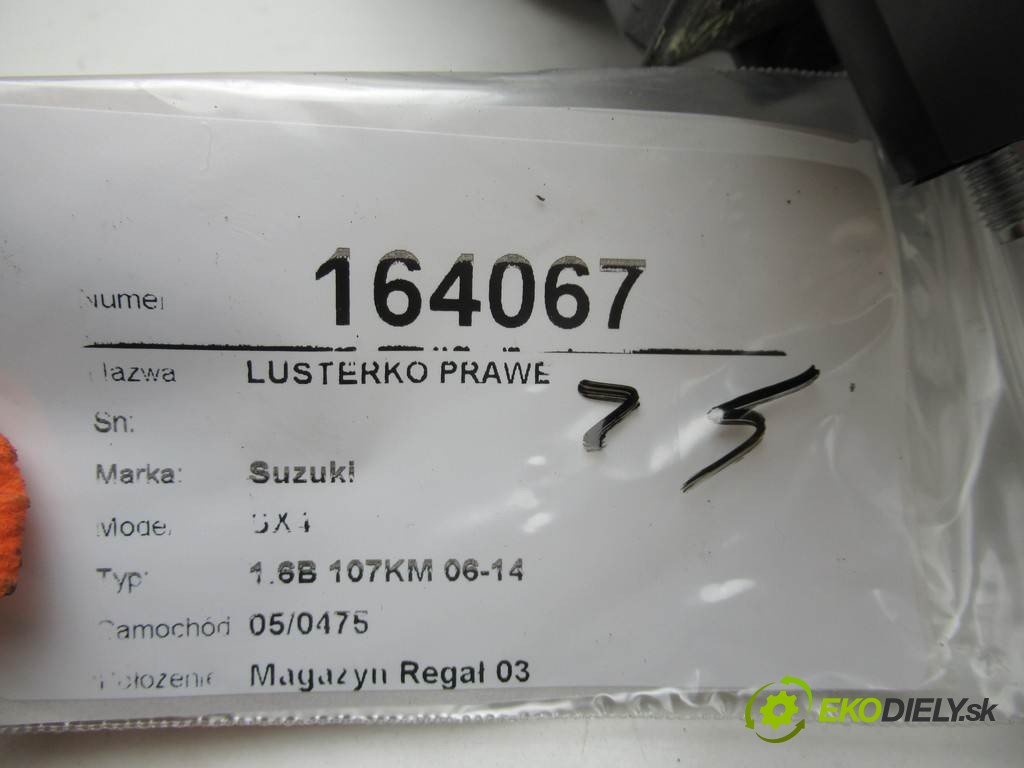 Numer 164067
Nazwa LUSTERKO PRAWE
7 5
Sn:
Marka: Suzuki
Model SX4
Typ: 1.6B 107KM 06-14
Samochód 05/0475
Położenie Magazyn Regał 03
EKODIELY.sk